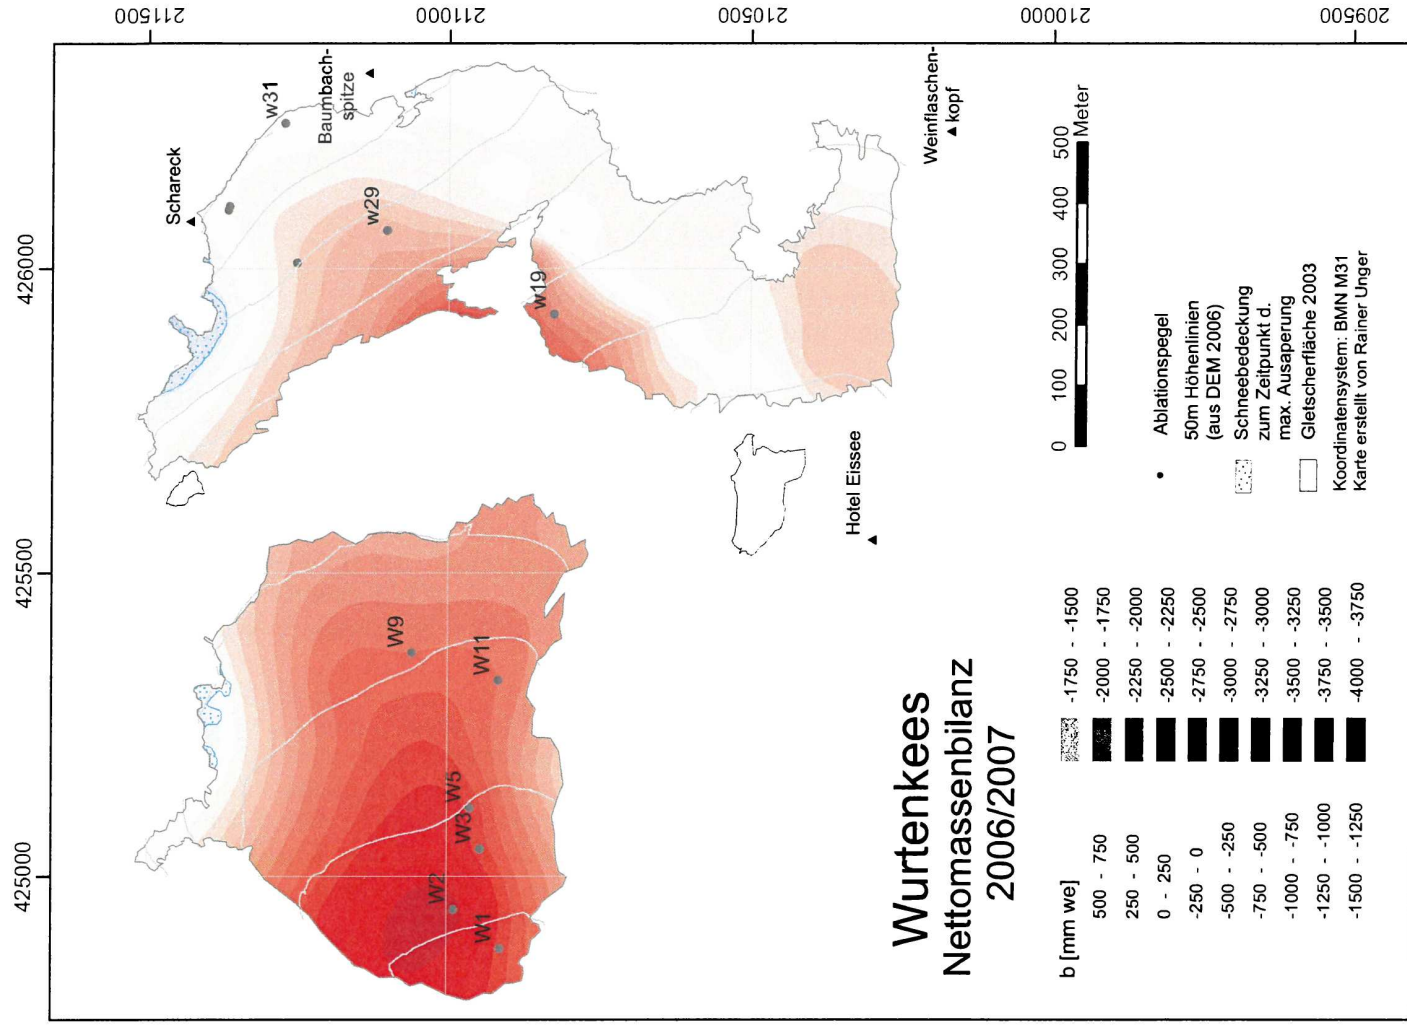 211500
211000
210500
210000
209500
426000
425500
425000
Schareck
w31
Baumbach-
spitze
w29
w19
Weinflaschen-
kopf
Hotel Eissee
W9
W11
W5
W3
W2
W1
Wurtenkees
Nettomassenbilanz
2006/2007
0 100 200 300 400 500
Meter
Ablationspegel
50m Höhenlinien
(aus DEM 2006)
Schneebedeckung
zum Zeitpunkt d.
max. Ausaperung
Gletscherfläche 2003
Koordinatensystem: BMN M31
Karte erstellt von Rainer Unger
b [mm we]
500 - 750
250 - 500
0 - 250
-250 - 0
-500 - -250
-750 - -500
-1000 - -750
-1250 - -1000
-1500 - -1250
-1750 - -1500
-2000 - -1750
-2250 - -2000
-2500 - -2250
-2750 - -2500
-3000 - -2750
-3250 - -3000
-3500 - -3250
-3750 - -3500
-4000 - -3750